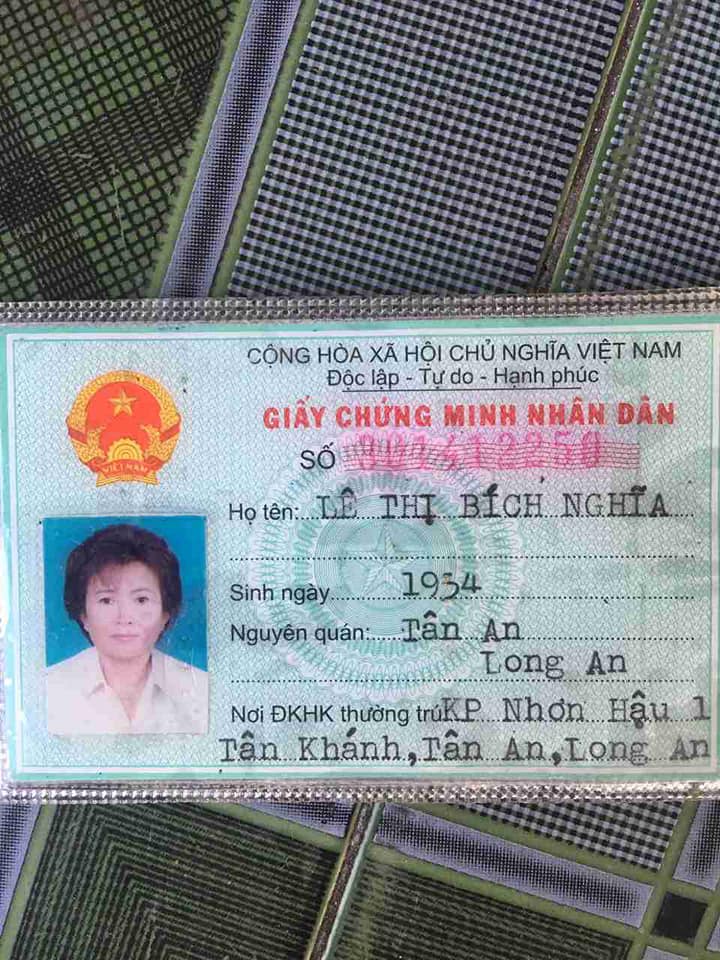 CỘNG HÒA XÃ HỘI CHỦ NGHĨA VIỆT NAM
Độc lập - Tự do - Hạnh phúc
GIẤY CHỨNG MINH NHÂN DÂN
VIỆT NAM
SỐ
Họ tên: LÊ THỊ BÍCH NGHĨA
Sinh ngày 1954
Nguyên quán: Tân An
Long An
Nơi ĐKHK thường trú: KP Nhơn Hậu 1
Tân Khánh, Tân An, Long An